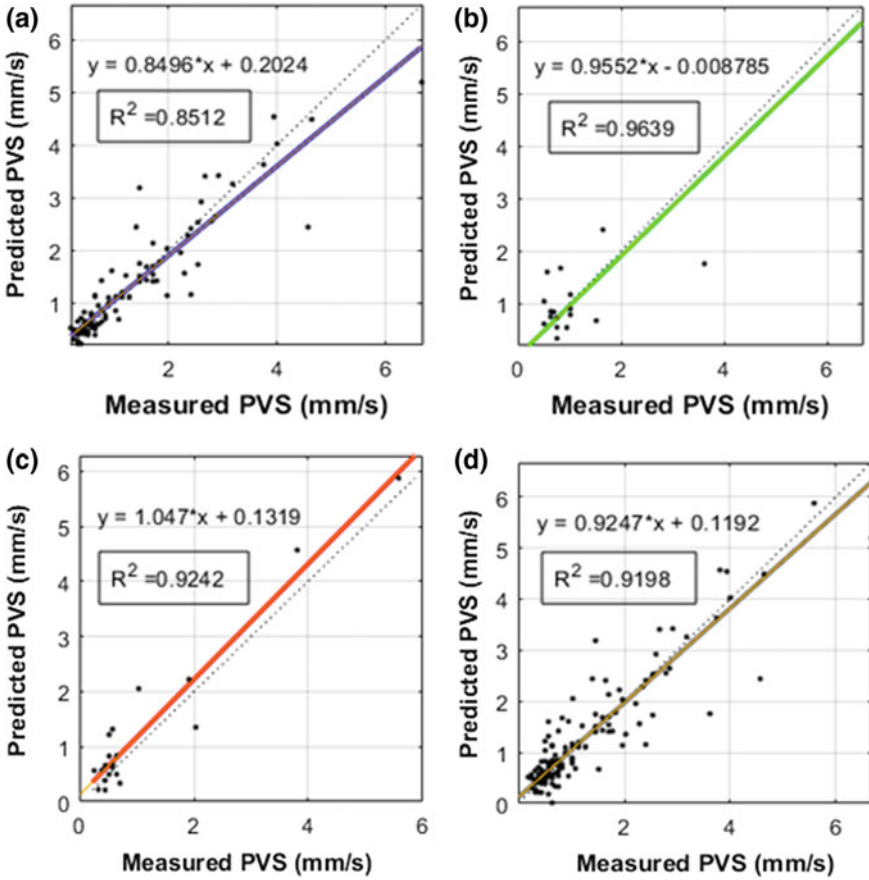 (a)
y = 0.8496*x + 0.2024
R² =0.8512
Predicted PVS (mm/s)
6
5
4
3
2
1
2
4
6
Measured PVS (mm/s)
(b)
y = 0.9552*x - 0.008785
R² =0.9639
Predicted PVS (mm/s)
6
5
4
3
2
1
0
2
4
6
Measured PVS (mm/s)
(c)
y = 1.047*x + 0.1319
R² =0.9242
Predicted PVS (mm/s)
6
5
4
3
2
1
0
0
2
4
6
Measured PVS (mm/s)
(d)
y = 0.9247*x + 0.1192
R² =0.9198
Predicted PVS (mm/s)
6
5
4
3
2
1
0
2
4
6
Measured PVS (mm/s)